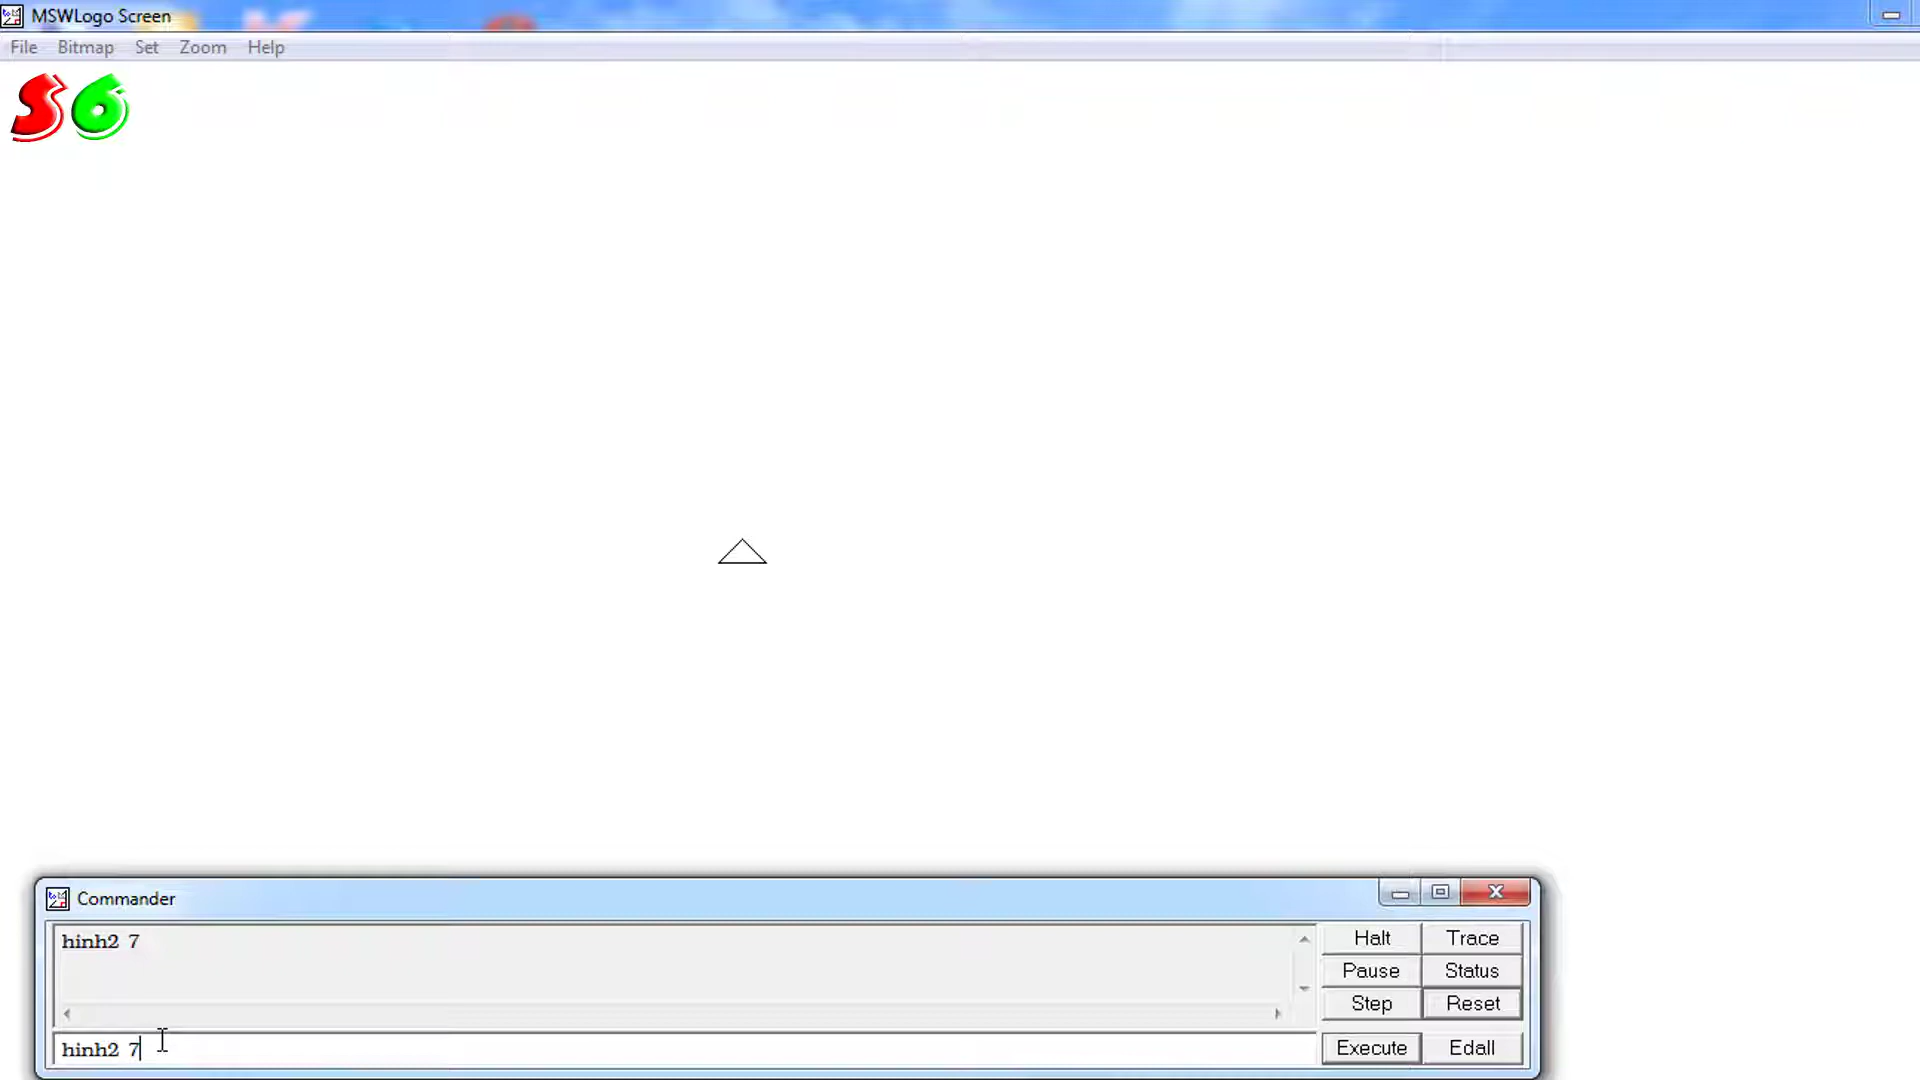 MSWLogo Screen
File Bitmap Set Zoom Help
S6
Commander
hinh2 7
Halt Trace
Pause Status
Step Reset
hinh2 7
Execute Edall